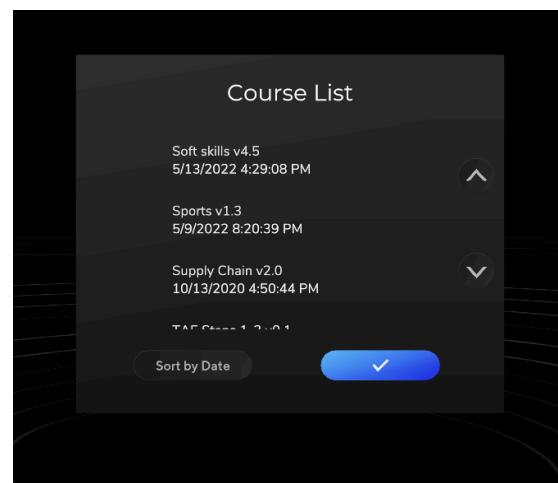 Course List
Soft skills v4.5
5/13/2022 4:29:08 PM
Sports v1.3
5/9/2022 8:20:39 PM
Supply Chain v2.0
10/13/2020 4:50:44 PM
Sort by Date